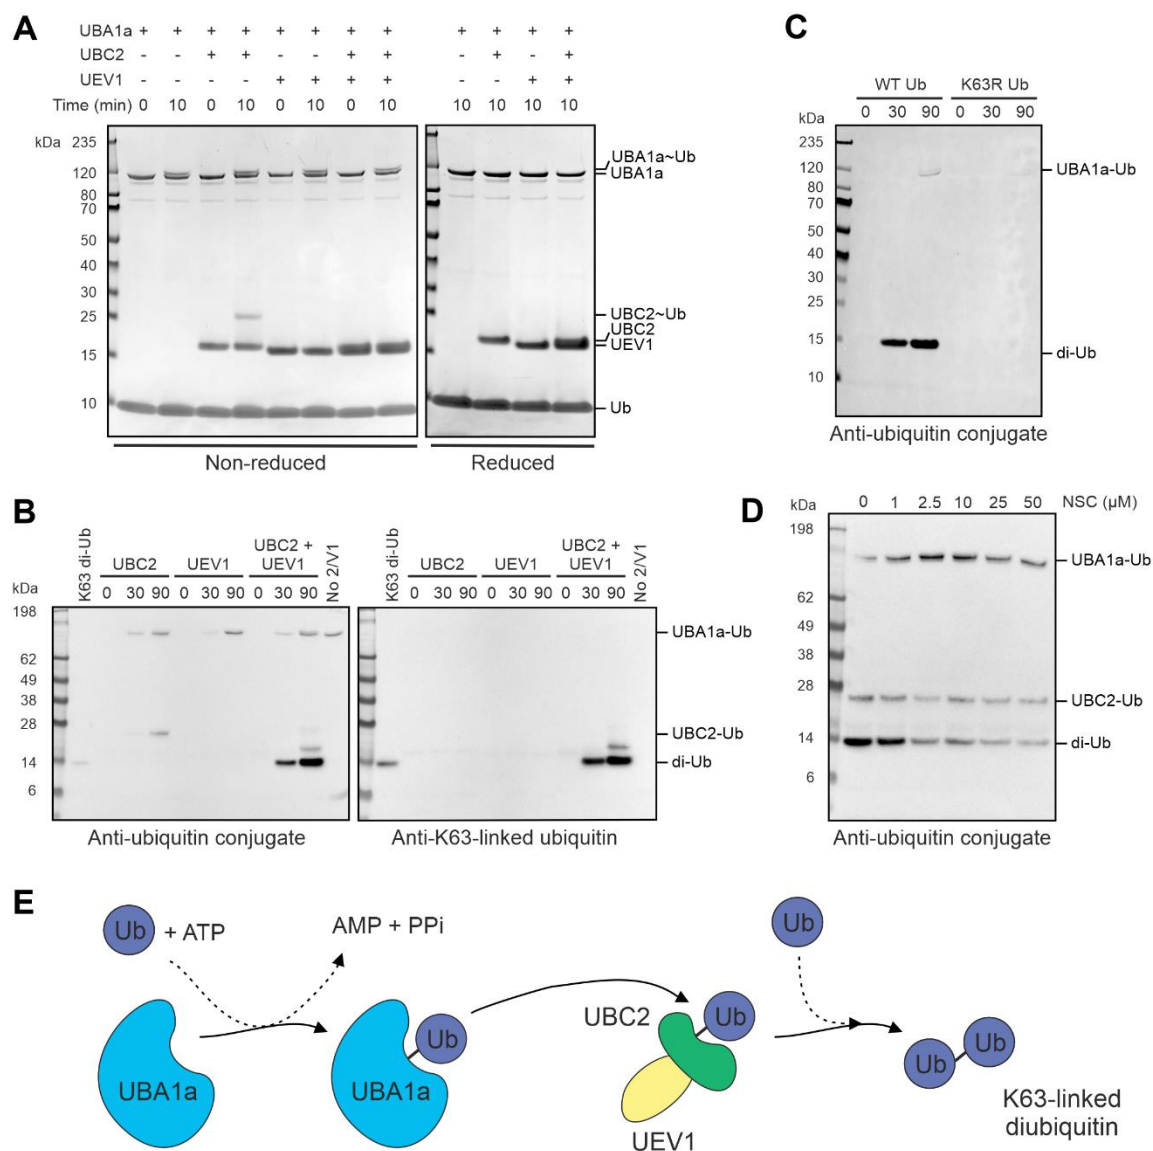 A
UBA1a + + + + + + + + + + + +
UBC2 - - + + - - + + - + - +
UEV1 - - - - + + + + - - + +
Time (min) 0 10 0 10 0 10 0 10 10 10 10 10
kDa
235
120
80
70
50
40
30
25
15
10
UBA1a~Ub
UBA1a
UBC2~Ub
UBC2
UEV1
Ub
Non-reduced
Reduced
C
WT Ub K63R Ub
0 30 90 0 30 90
kDa
235
120
80
70
50
40
30
25
15
10
UBA1a-Ub
di-Ub
Anti-ubiquitin conjugate
B
K63 di-Ub
UBC2
UEV1
UBC2 +
UEV1
No 2/V1
0 30 90 0 30 90 0 30 90
kDa
198
62
49
38
28
14
6
Anti-ubiquitin conjugate
K63 di-Ub
UBC2
UEV1
UBC2 +
UEV1
No 2/V1
0 30 90 0 30 90 0 30 90
UBA1a-Ub
UBC2-Ub
di-Ub
Anti-K63-linked ubiquitin
D
kDa 0 1 2.5 10 25 50 NSC (µM)
198
62
49
38
28
14
6
UBA1a-Ub
UBC2-Ub
di-Ub
Anti-ubiquitin conjugate
E
Ub + ATP
AMP + PPi
UBA1a
Ub
UBA1a
UBC2
Ub
UEV1
Ub
Ub Ub
K63-linked
diubiquitin